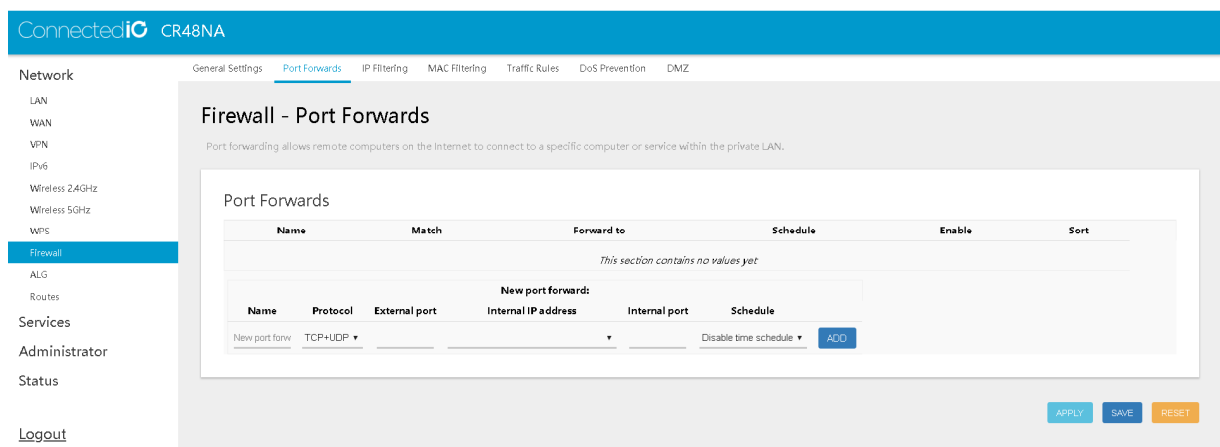 ConnectediO CR48NA
Network
LAN
WAN
VPN
IPv6
Wireless 2.4GHz
Wireless 5GHz
WPS
Firewall
ALG
Routes
Services
Administrator
Status
Logout
General Settings Port Forwards IP Filtering MAC Filtering Traffic Rules DoS Prevention DMZ
Firewall - Port Forwards
Port forwarding allows remote computers on the Internet to connect to a specific computer or service within the private LAN.
Port Forwards
Name Match Forward to Schedule Enable Sort
This section contains no values yet
New port forward:
Name Protocol External port Internal IP address Internal port Schedule
New port forw TCP+UDP Disable time schedule ADD
APPLY SAVE RESET